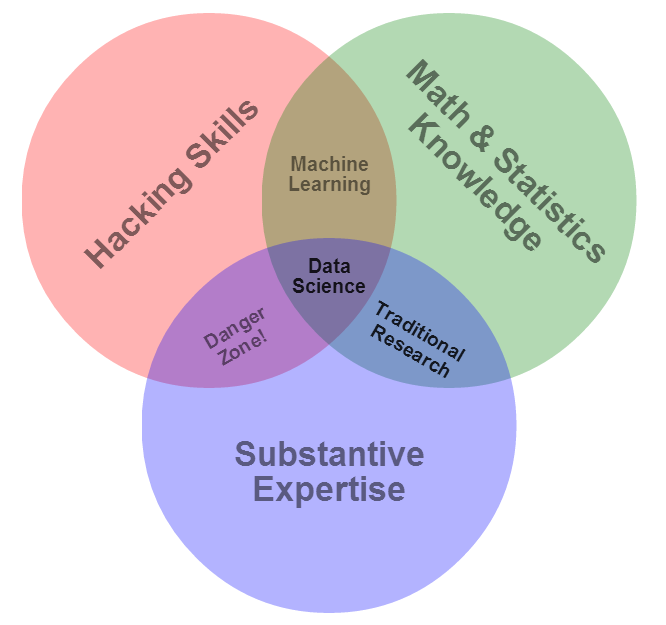 Hacking Skills
Math & Statistics
Knowledge
Machine
Learning
Data
Science
Danger
Zone!
Traditional
Research
Substantive
Expertise